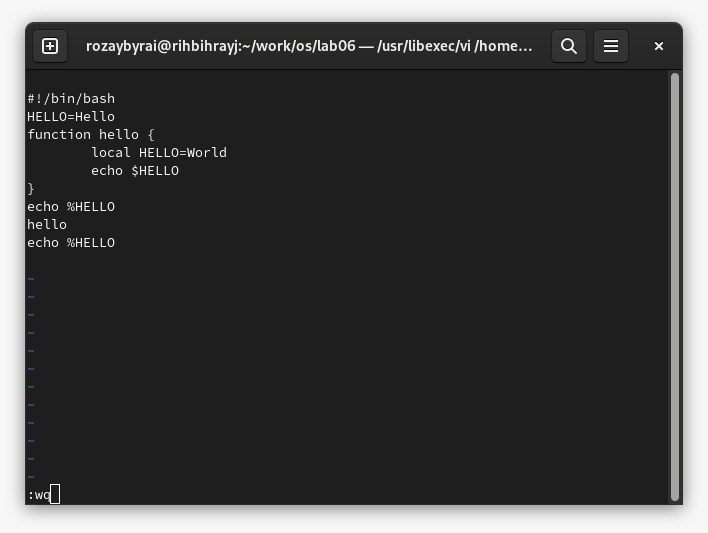 rozaybyrai@rihbihrayj:~/work/os/lab06 — /usr/libexec/vi /home...
#!/bin/bash
HELLO=Hello
function hello {
        local HELLO=World
        echo $HELLO
}
echo %HELLO
hello
echo %HELLO
~
~
~
~
~
~
~
~
~
~
~
~
:wq